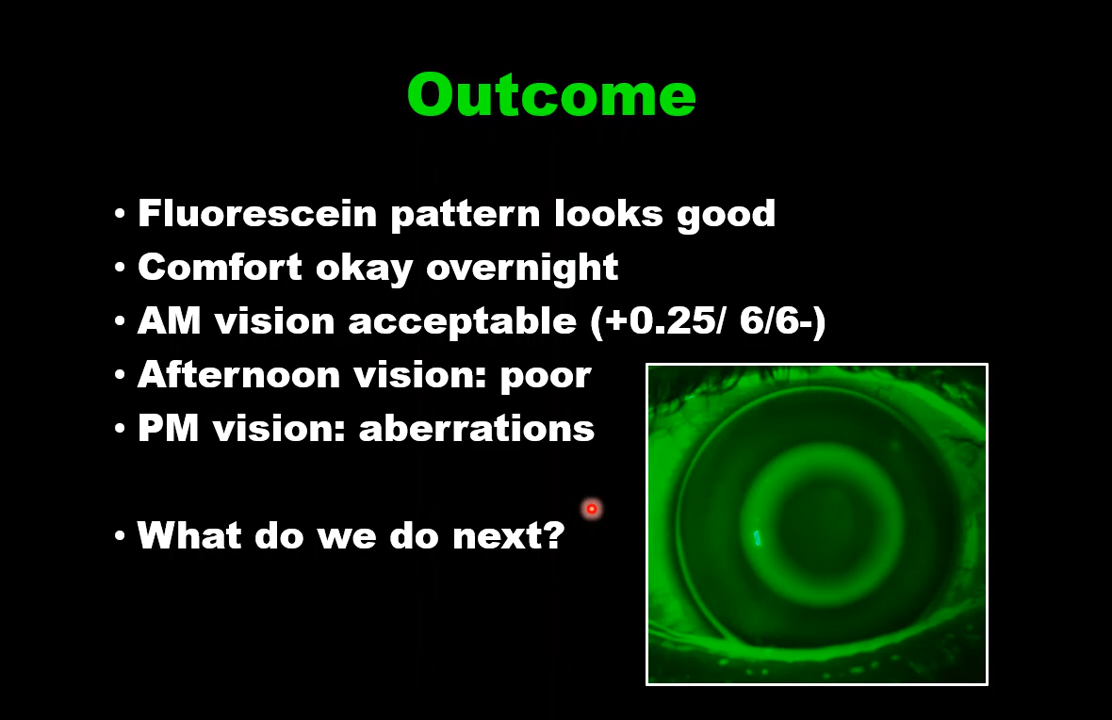 Outcome
• Fluorescein pattern looks good
• Comfort okay overnight
• AM vision acceptable (+0.25/ 6/6-)
• Afternoon vision: poor
• PM vision: aberrations
• What do we do next?